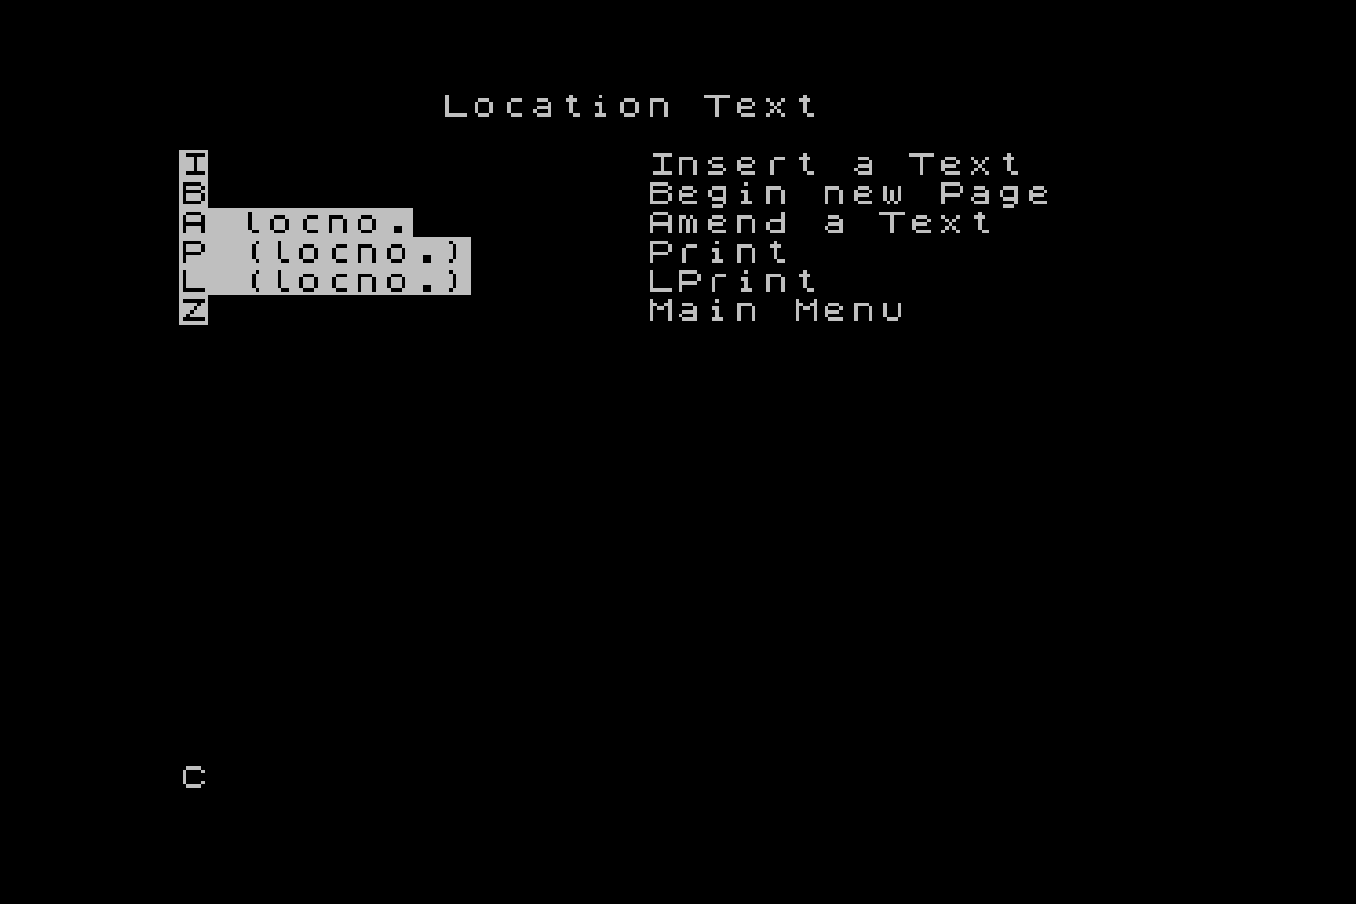 Location Text
I Insert a Text
B Begin new Page
A locno. Amend a Text
P (locno.) Print
L (locno.) LPrint
Z Main Menu
C